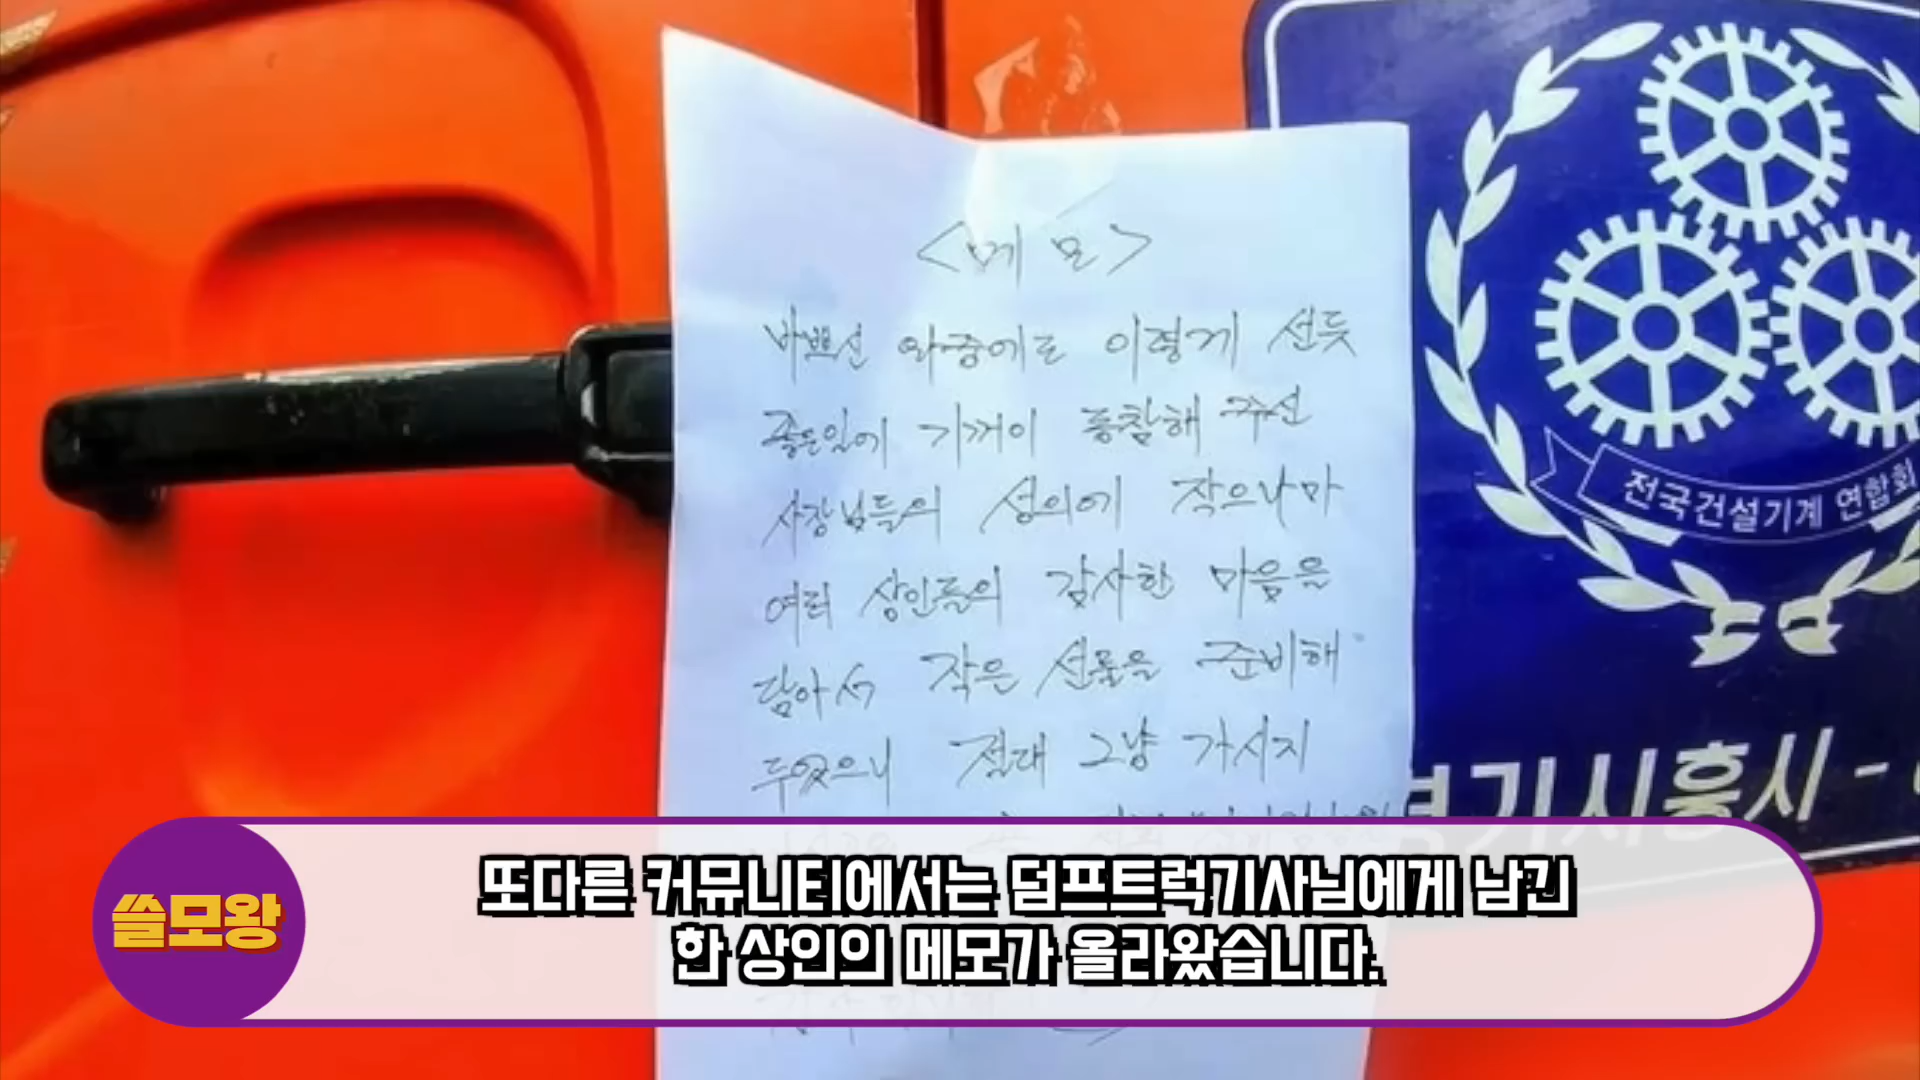 <메모>
바쁘신 와중에도 이렇게 선뜻
좋은일에 기꺼이 동참해 주신
사장님들의 성의에 작으나마
여러 상인들의 감사한 마음을
담아서 작은 선물을 준비해
두었으니 절대 그냥 가시지
전국건설기계 연합회
경기시흥시-
쓸모왕
또다른 커뮤니티에서는 덤프트럭기사님에게 남긴
한 상인의 메모가 올라왔습니다.